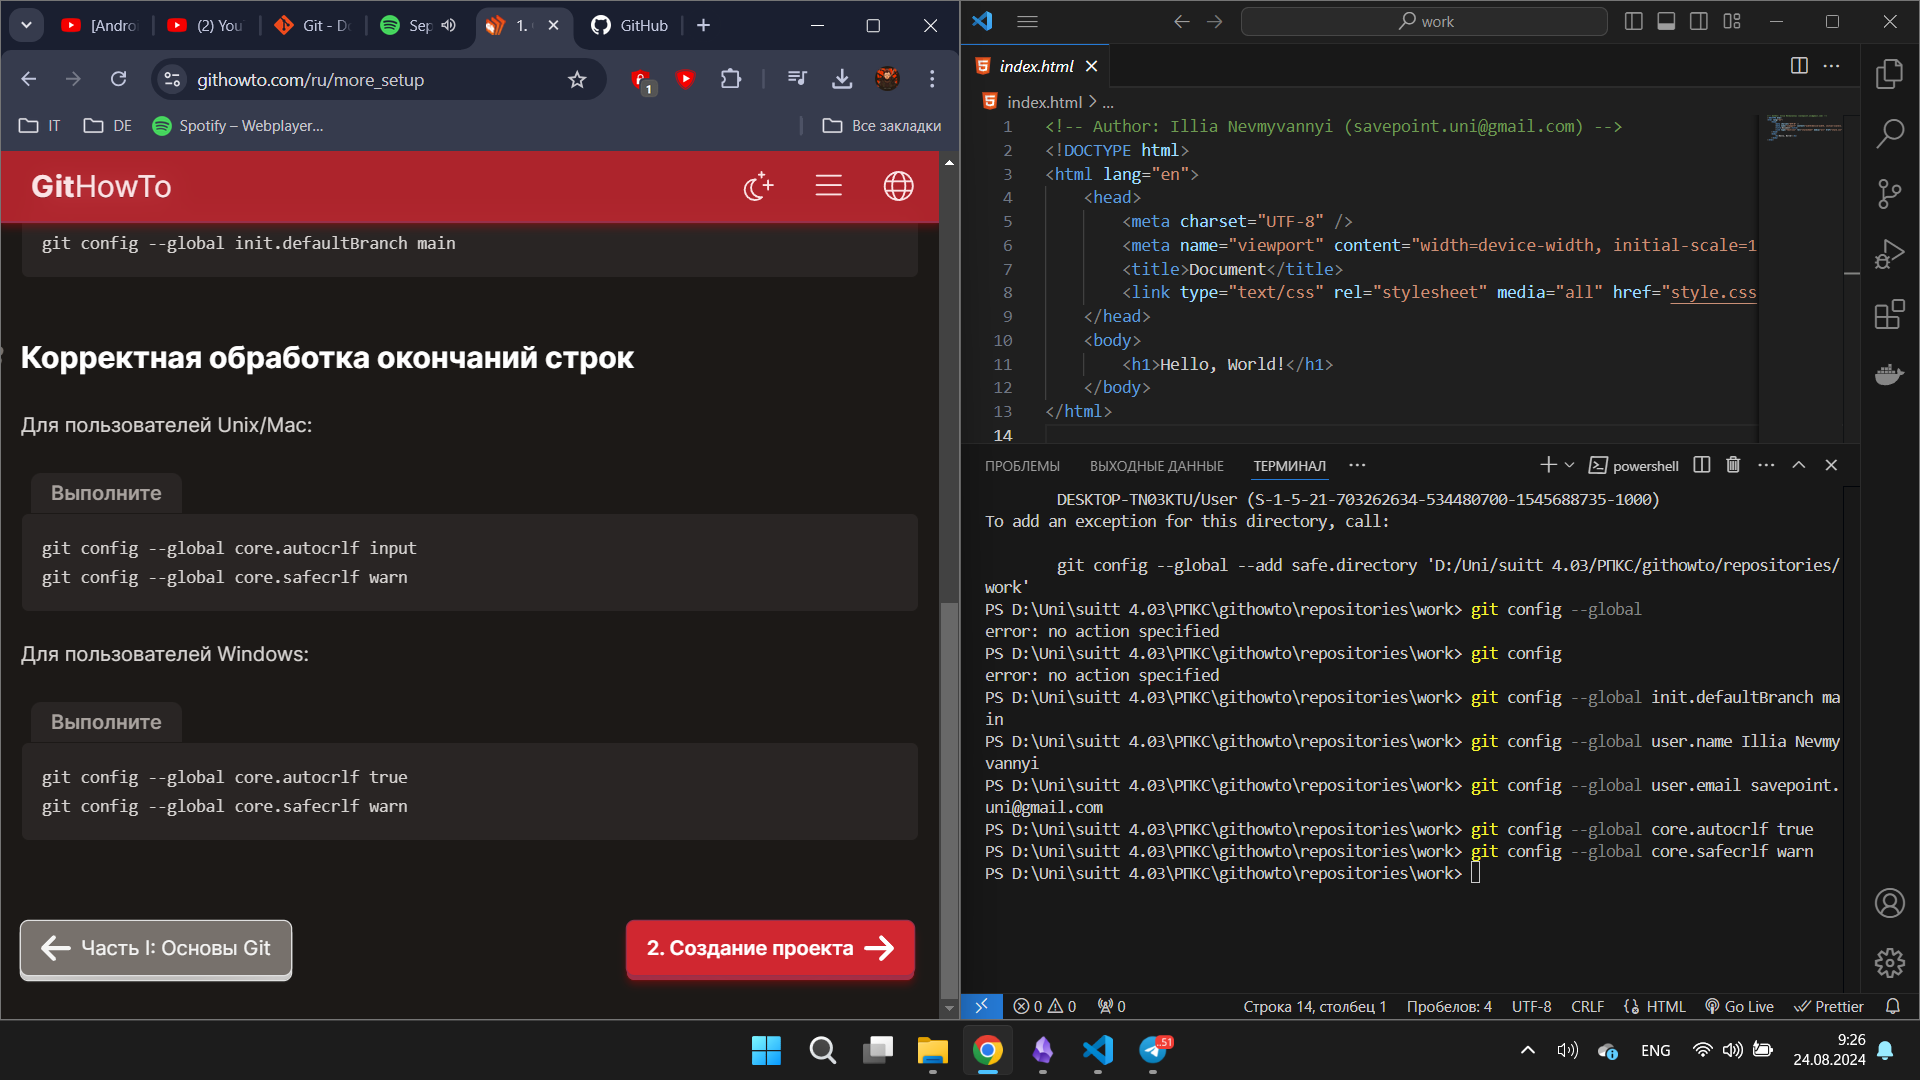 [Androi
(2) You
Git - Do
Sep
1.
GitHub
githowto.com/ru/more_setup
1
IT
DE
Spotify – Webplayer...
Все закладки
GitHowTo
git config --global init.defaultBranch main
Корректная обработка окончаний строк
Для пользователей Unix/Mac:
Выполните
git config --global core.autocrlf input
git config --global core.safecrlf warn
Для пользователей Windows:
Выполните
git config --global core.autocrlf true
git config --global core.safecrlf warn
Часть I: Основы Git
2. Создание проекта
work
index.html
index.html > ...
1 <!-- Author: Illia Nevmyvannyi (savepoint.uni@gmail.com) -->
2 <!DOCTYPE html>
3 <html lang="en">
4 <head>
5 <meta charset="UTF-8" />
6 <meta name="viewport" content="width=device-width, initial-scale=1
7 <title>Document</title>
8 <link type="text/css" rel="stylesheet" media="all" href="style.css
9 </head>
10 <body>
11 <h1>Hello, World!</h1>
12 </body>
13 </html>
14
ПРОБЛЕМЫ
ВЫХОДНЫЕ ДАННЫЕ
ТЕРМИНАЛ
powershell
DESKTOP-TN03KTU/User (S-1-5-21-703262634-534480700-1545688735-1000)
To add an exception for this directory, call:
git config --global --add safe.directory 'D:/Uni/suitt 4.03/РПКС/githowto/repositories/
work'
PS D:\Uni\suitt 4.03\РПКС\githowto\repositories\work> git config --global
error: no action specified
PS D:\Uni\suitt 4.03\РПКС\githowto\repositories\work> git config
error: no action specified
PS D:\Uni\suitt 4.03\РПКС\githowto\repositories\work> git config --global init.defaultBranch ma
in
PS D:\Uni\suitt 4.03\РПКС\githowto\repositories\work> git config --global user.name Illia Nevmy
vannyi
PS D:\Uni\suitt 4.03\РПКС\githowto\repositories\work> git config --global user.email savepoint.
uni@gmail.com
PS D:\Uni\suitt 4.03\РПКС\githowto\repositories\work> git config --global core.autocrlf true
PS D:\Uni\suitt 4.03\РПКС\githowto\repositories\work> git config --global core.safecrlf warn
PS D:\Uni\suitt 4.03\РПКС\githowto\repositories\work>
0 0 0
Строка 14, столбец 1
Пробелов: 4
UTF-8
CRLF
HTML
Go Live
Prettier
51
ENG
9:26
24.08.2024